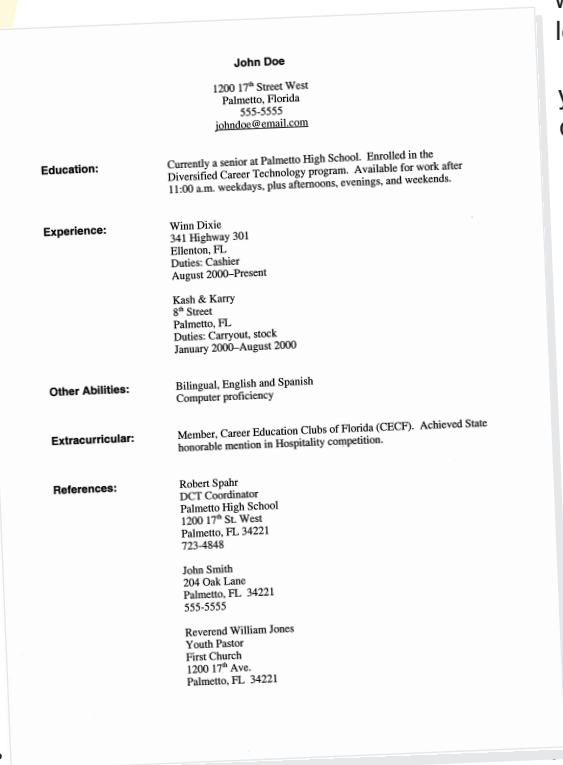 John Doe
1200 17th Street West
Palmetto, Florida
555-5555
johndoe@email.com
Education:
Currently a senior at Palmetto High School. Enrolled in the
Diversified Career Technology program. Available for work after
11:00 a.m. weekdays, plus afternoons, evenings, and weekends.
Experience:
Winn Dixie
341 Highway 301
Ellenton, FL
Duties: Cashier
August 2000–Present
Kash & Karry
8th Street
Palmetto, FL
Duties: Carryout, stock
January 2000–August 2000
Other Abilities:
Bilingual, English and Spanish
Computer proficiency
Extracurricular:
Member, Career Education Clubs of Florida (CECF). Achieved State
honorable mention in Hospitality competition.
References:
Robert Spahr
DCT Coordinator
Palmetto High School
1200 17th St. West
Palmetto, FL 34221
723-4848
John Smith
204 Oak Lane
Palmetto, FL 34221
555-5555
Reverend William Jones
Youth Pastor
First Church
1200 17th Ave.
Palmetto, FL 34221